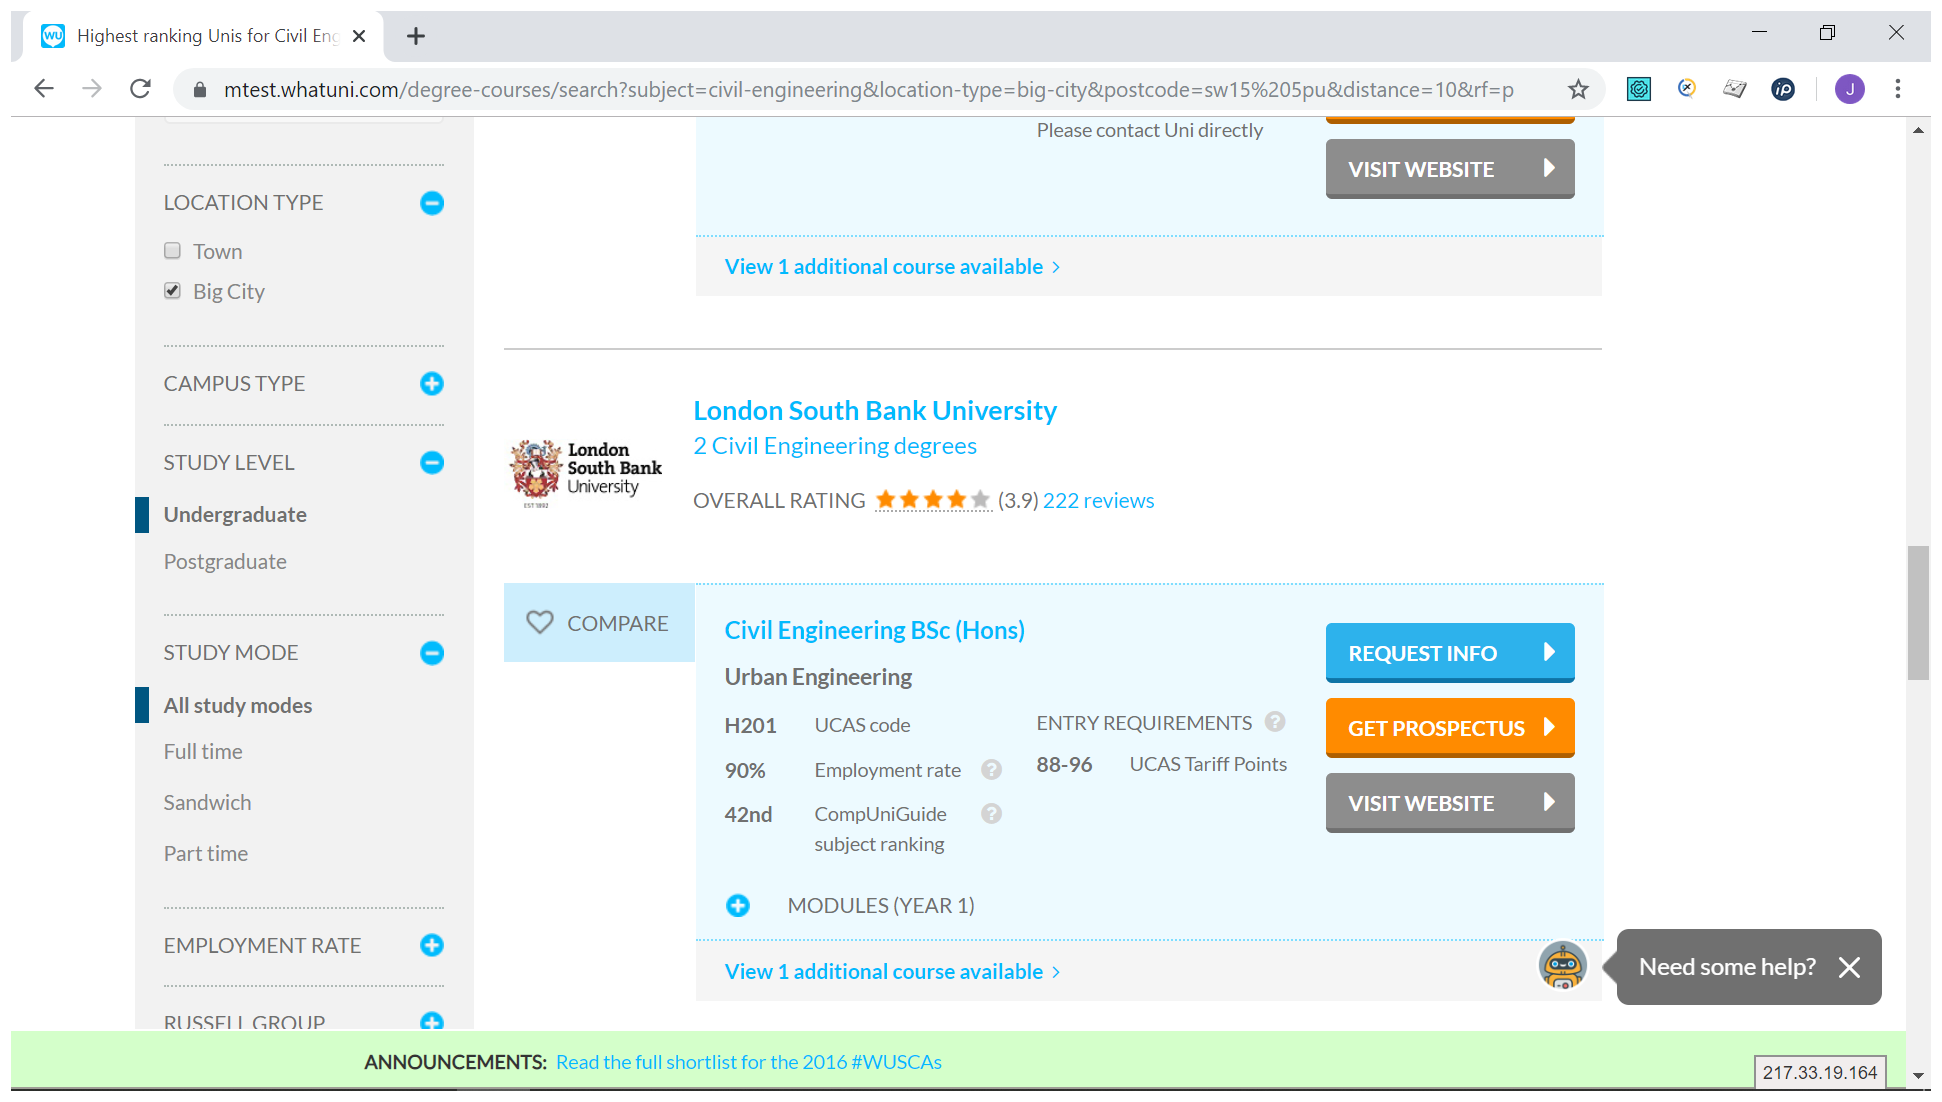 Highest ranking Unis for Civil Eng
mtest.whatuni.com/degree-courses/search?subject=civil-engineering&location-type=big-city&postcode=sw15%205pu&distance=10&rf=p
J
LOCATION TYPE
Town
Big City
CAMPUS TYPE
STUDY LEVEL
Undergraduate
Postgraduate
STUDY MODE
All study modes
Full time
Sandwich
Part time
EMPLOYMENT RATE
RUSSELL GROUP
Please contact Uni directly
VISIT WEBSITE
View 1 additional course available >
London
South Bank
University
EST 1892
London South Bank University
2 Civil Engineering degrees
OVERALL RATING (3.9) 222 reviews
COMPARE
Civil Engineering BSc (Hons)
Urban Engineering
H201 UCAS code
90% Employment rate ?
42nd CompUniGuide ?
subject ranking
ENTRY REQUIREMENTS ?
88-96 UCAS Tariff Points
REQUEST INFO
GET PROSPECTUS
VISIT WEBSITE
MODULES (YEAR 1)
View 1 additional course available >
Need some help?
ANNOUNCEMENTS: Read the full shortlist for the 2016 #WUSCAs
217.33.19.164